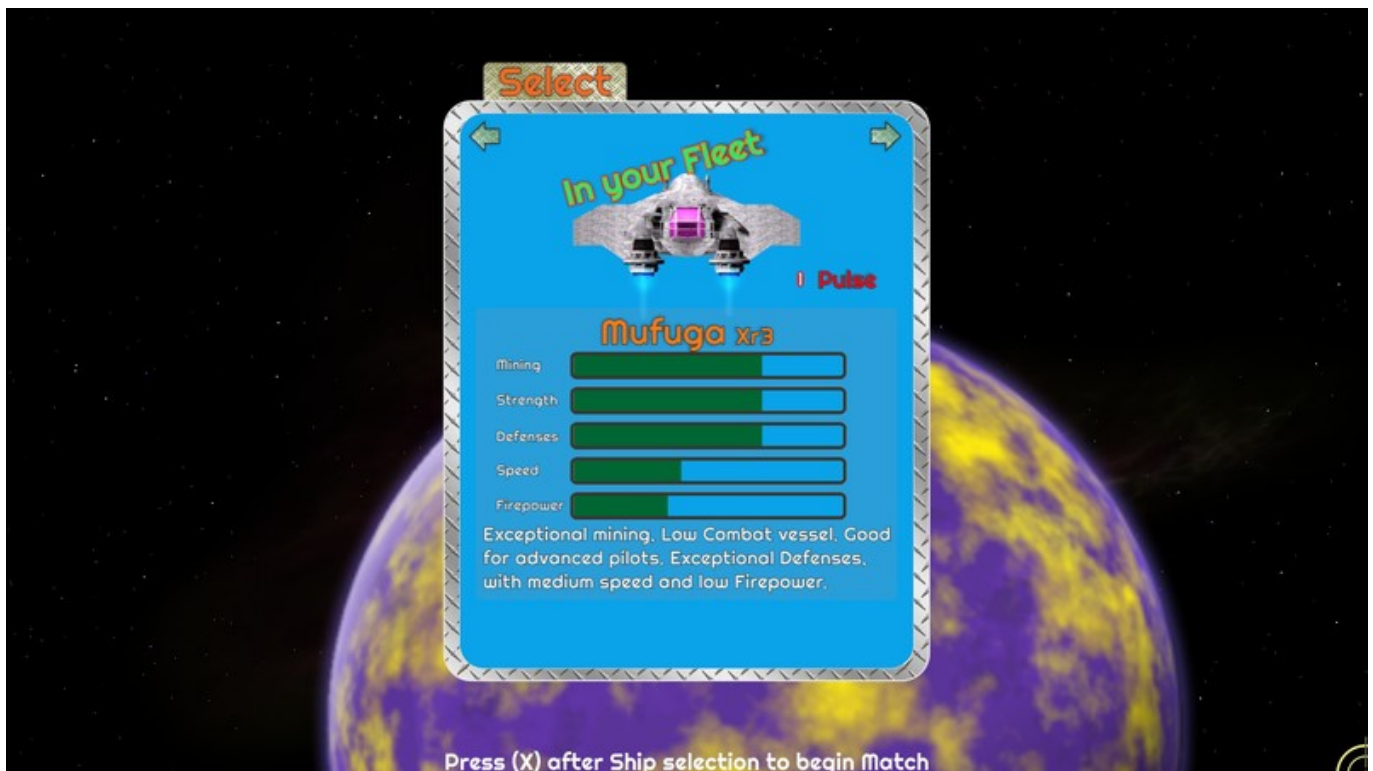 Select
In your Fleet
1 Pulse
Mufuga Xr3
Mining
Strength
Defenses
Speed
Firepower
Exceptional mining, Low Combat vessel, Good
for advanced pilots. Exceptional Defenses,
with medium speed and low Firepower.
Press (X) after Ship selection to begin Match